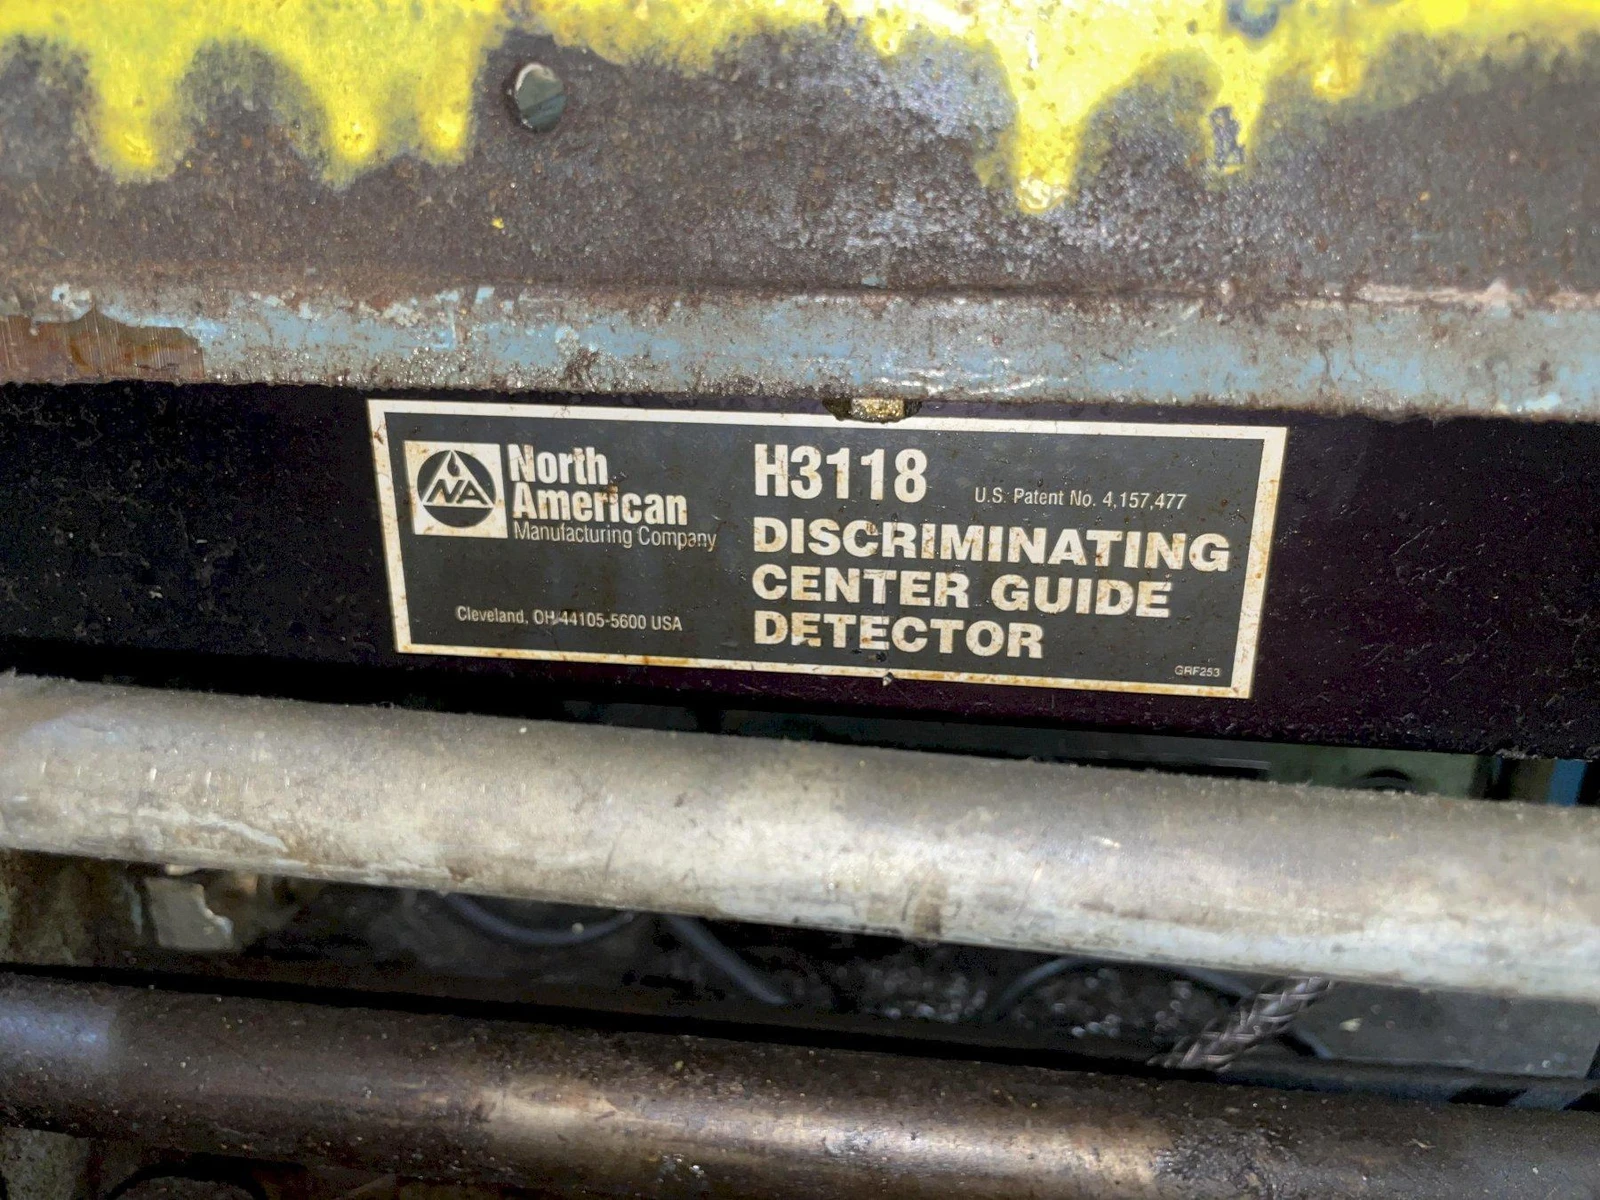 NA
North
American
Manufacturing Company
Cleveland, OH 44105-5600 USA
H3118
U.S. Patent No. 4,157,477
DISCRIMINATING
CENTER GUIDE
DETECTOR
GRF253